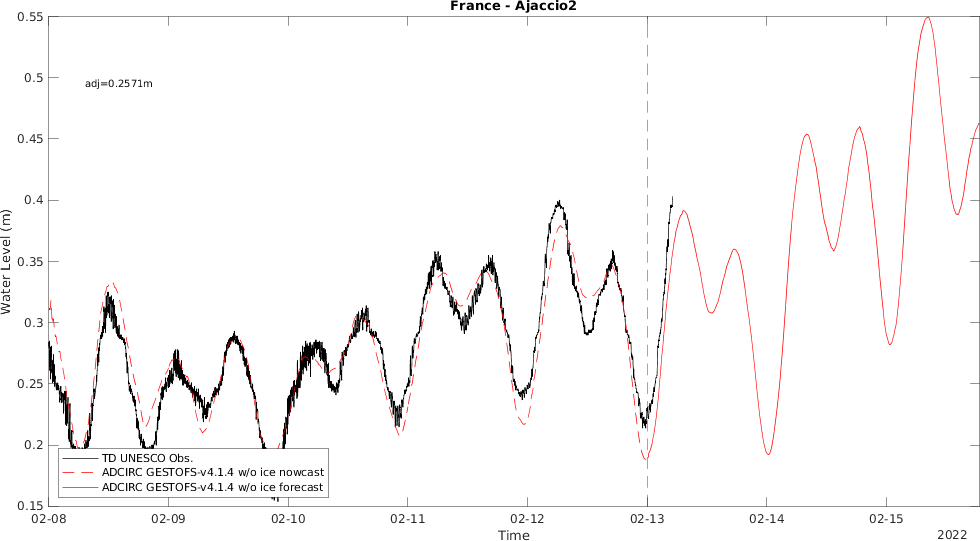 France - Ajaccio2
0.55
0.5
0.45
0.4
0.35
0.3
0.25
0.2
0.15
Water Level (m)
adj=0.2571m
TD UNESCO Obs.
ADCIRC GESTOFS-v4.1.4 w/o ice nowcast
ADCIRC GESTOFS-v4.1.4 w/o ice forecast
02-08 02-09 02-10 02-11 02-12 02-13 02-14 02-15
Time
2022